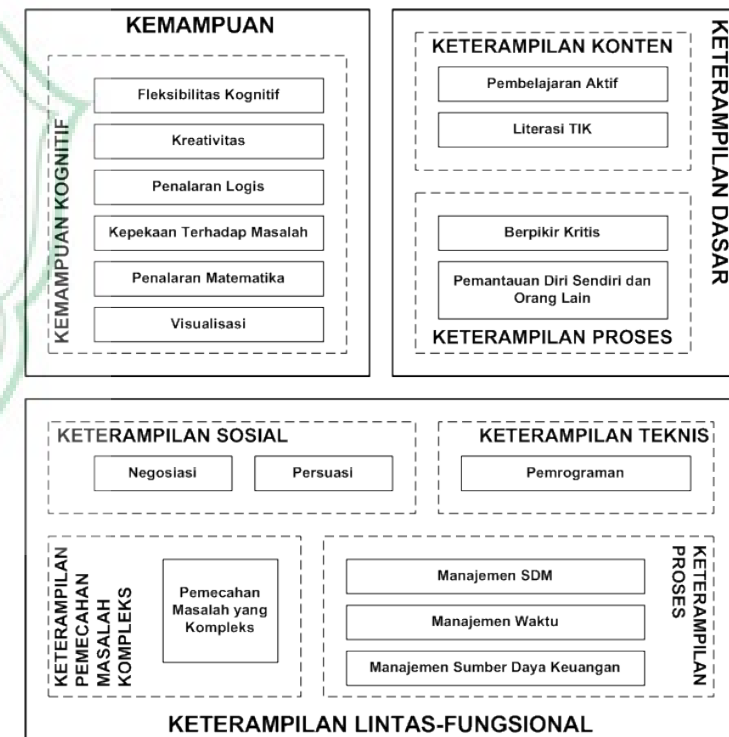 KEMAMPUAN
KEMAMPUAN KOGNITIF
Fleksibilitas Kognitif
Kreativitas
Penalaran Logis
Kepekaan Terhadap Masalah
Penalaran Matematika
Visualisasi
KETERAMPILAN DASAR
KETERAMPILAN KONTEN
Pembelajaran Aktif
Literasi TIK
Berpikir Kritis
Pemantauan Diri Sendiri dan
Orang Lain
KETERAMPILAN PROSES
KETERAMPILAN SOSIAL
Negosiasi
Persuasi
KETERAMPILAN TEKNIS
Pemrograman
KETERAMPILAN
PEMECAHAN
MASALAH
KOMPLEKS
Pemecahan
Masalah yang
Kompleks
KETERAMPILAN
PROSES
Manajemen SDM
Manajemen Waktu
Manajemen Sumber Daya Keuangan
KETERAMPILAN LINTAS-FUNGSIONAL